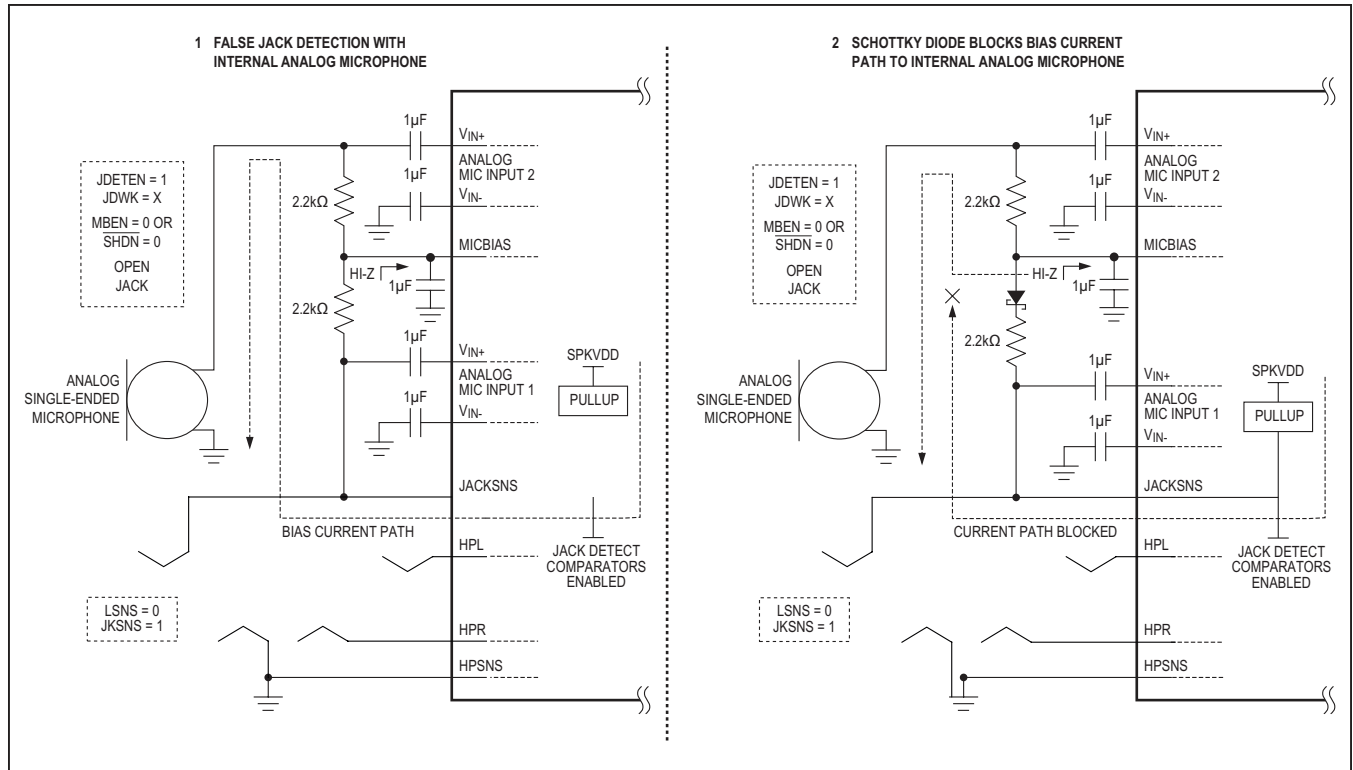 1 FALSE JACK DETECTION WITH
INTERNAL ANALOG MICROPHONE
JDETEN = 1
JDWK = X
MBEN = 0 OR
SHDN = 0
OPEN
JACK
1µF
VIN+
ANALOG
MIC INPUT 2
1µF
VIN-
2.2kΩ
MICBIAS
HI-Z
1µF
2.2kΩ
1µF
VIN+
ANALOG
MIC INPUT 1
1µF
VIN-
SPKVDD
PULLUP
ANALOG
SINGLE-ENDED
MICROPHONE
JACKSNS
BIAS CURRENT PATH
HPL
JACK DETECT
COMPARATORS
ENABLED
LSNS = 0
JKSNS = 1
HPR
HPSNS
2 SCHOTTKY DIODE BLOCKS BIAS CURRENT
PATH TO INTERNAL ANALOG MICROPHONE
JDETEN = 1
JDWK = X
MBEN = 0 OR
SHDN = 0
OPEN
JACK
1µF
VIN+
ANALOG
MIC INPUT 2
1µF
VIN-
2.2kΩ
MICBIAS
HI-Z
1µF
2.2kΩ
1µF
VIN+
ANALOG
MIC INPUT 1
1µF
VIN-
SPKVDD
PULLUP
ANALOG
SINGLE-ENDED
MICROPHONE
JACKSNS
CURRENT PATH BLOCKED
HPL
JACK DETECT
COMPARATORS
ENABLED
LSNS = 0
JKSNS = 1
HPR
HPSNS